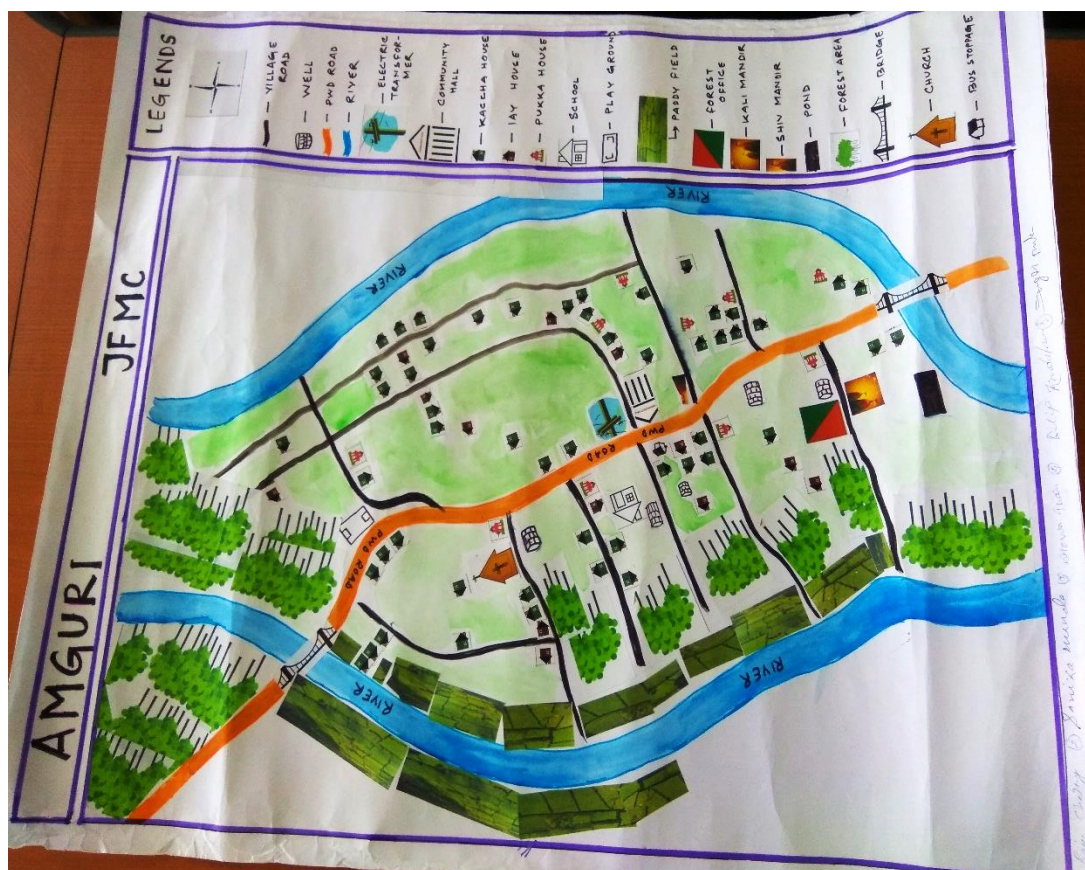 AMGURI
JFMC
LEGENDS
— VILLAGE ROAD
— WELL
— PWD ROAD
— RIVER
— ELECTRIC
TRANSFOR-
MER
— COMMUNITY
HALL
— KACCHA HOUSE
— IAY HOUSE
— PUKKA HOUSE
— SCHOOL
— PLAY GROUND
↳ PADDY FIELD
— FOREST
OFFICE
— KALI MANDIR
— SHIV MANDIR
— POND
— FOREST AREA
— BRIDGE
— CHURCH
— BUS STOPPAGE
RIVER
RIVER
PWD ROAD
PWD ROAD
RIVER
RIVER